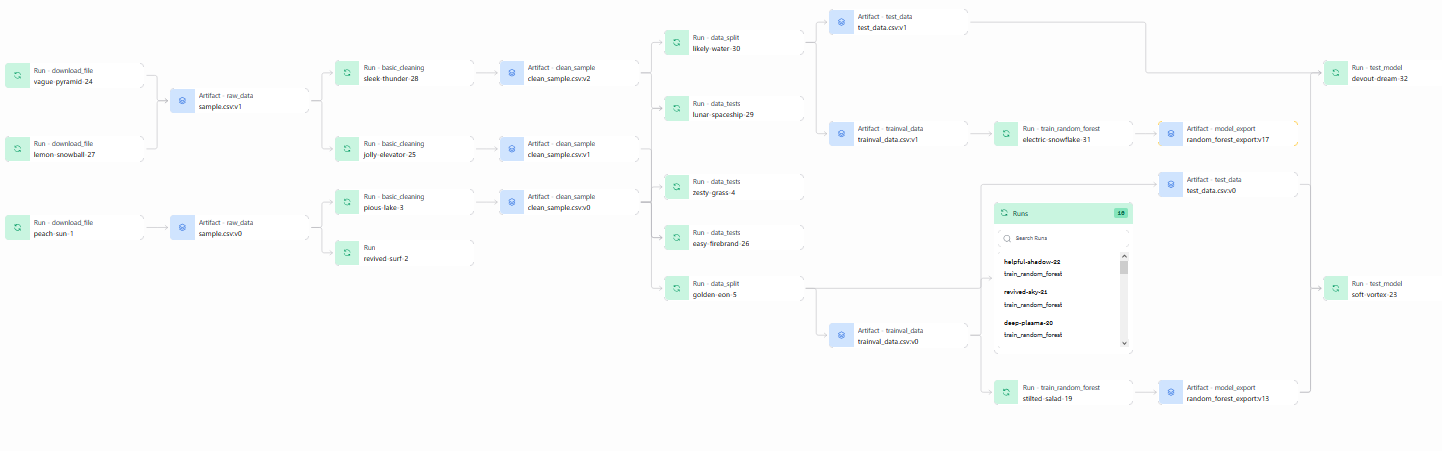 Run - download_file
vague-pyramid-24
Run - download_file
lemon-snowball-27
Run - download_file
peach-sun-1
Artifact - raw_data
sample.csv:v1
Artifact - raw_data
sample.csv:v0
Run - basic_cleaning
sleek-thunder-28
Run - basic_cleaning
jolly-elevator-25
Run - basic_cleaning
pious-lake-3
Run
revived-surf-2
Artifact - clean_sample
clean_sample.csv:v2
Artifact - clean_sample
clean_sample.csv:v1
Artifact - clean_sample
clean_sample.csv:v0
Run - data_split
likely-water-30
Run - data_tests
lunar-spaceship-29
Run - data_tests
zesty-grass-4
Run - data_tests
easy-firebrand-26
Run - data_split
golden-eon-5
Artifact - test_data
test_data.csv:v1
Artifact - trainval_data
trainval_data.csv:v1
Artifact - trainval_data
trainval_data.csv:v0
Run - train_random_forest
electric-snowflake-31
Runs
Search Runs
helpful-shadow-22
train_random_forest
revived-sky-21
train_random_forest
deep-plasma-20
train_random_forest
Run - train_random_forest
stilted-salad-19
Artifact - model_export
random_forest_export:v17
Artifact - test_data
test_data.csv:v0
Artifact - model_export
random_forest_export:v13
Run - test_model
devout-dream-32
Run - test_model
soft-vortex-23